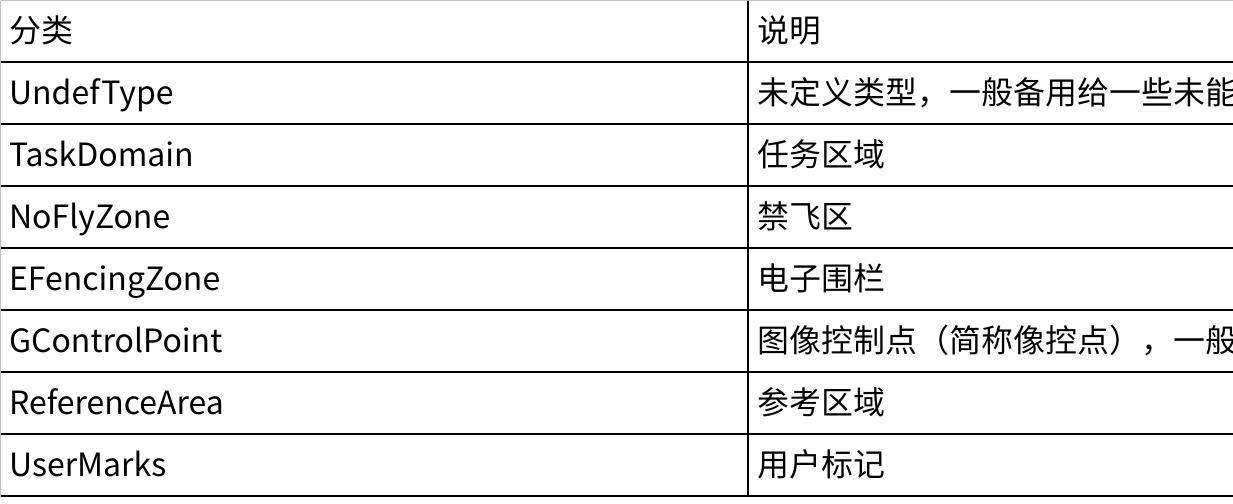 分类 说明
UndefType 未定义类型，一般备用给一些未能
TaskDomain 任务区域
NoFlyZone 禁飞区
EFencingZone 电子围栏
GControlPoint 图像控制点（简称像控点），一般
ReferenceArea 参考区域
UserMarks 用户标记